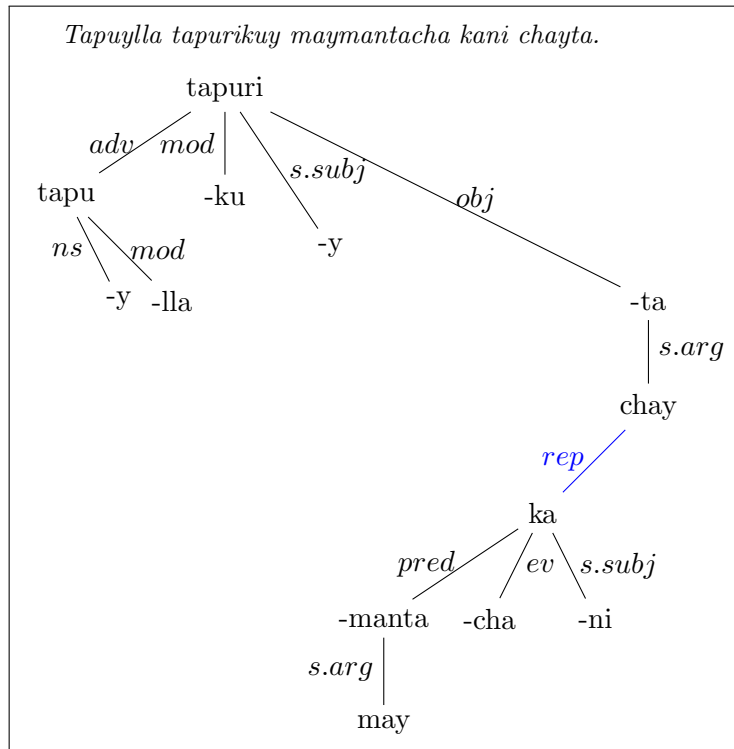 Tapuylla tapurikuy maymantacha kani chayta.
tapuri
adv mod s.subj obj
tapu -ku -y
ns mod
-y -lla -ta
s.arg
chay
rep
ka
pred ev s.subj
-manta -cha -ni
s.arg
may